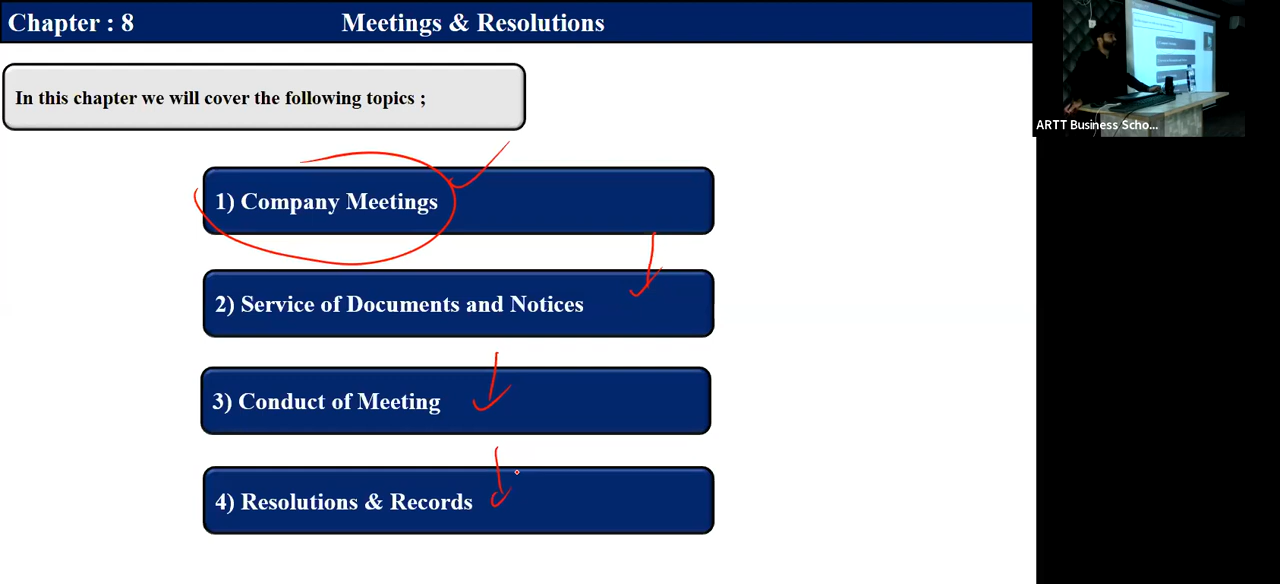 Chapter : 8
Meetings & Resolutions
In this chapter we will cover the following topics ;
1) Company Meetings
2) Service of Documents and Notices
3) Conduct of Meeting
4) Resolutions & Records
ARTT Business Scho...